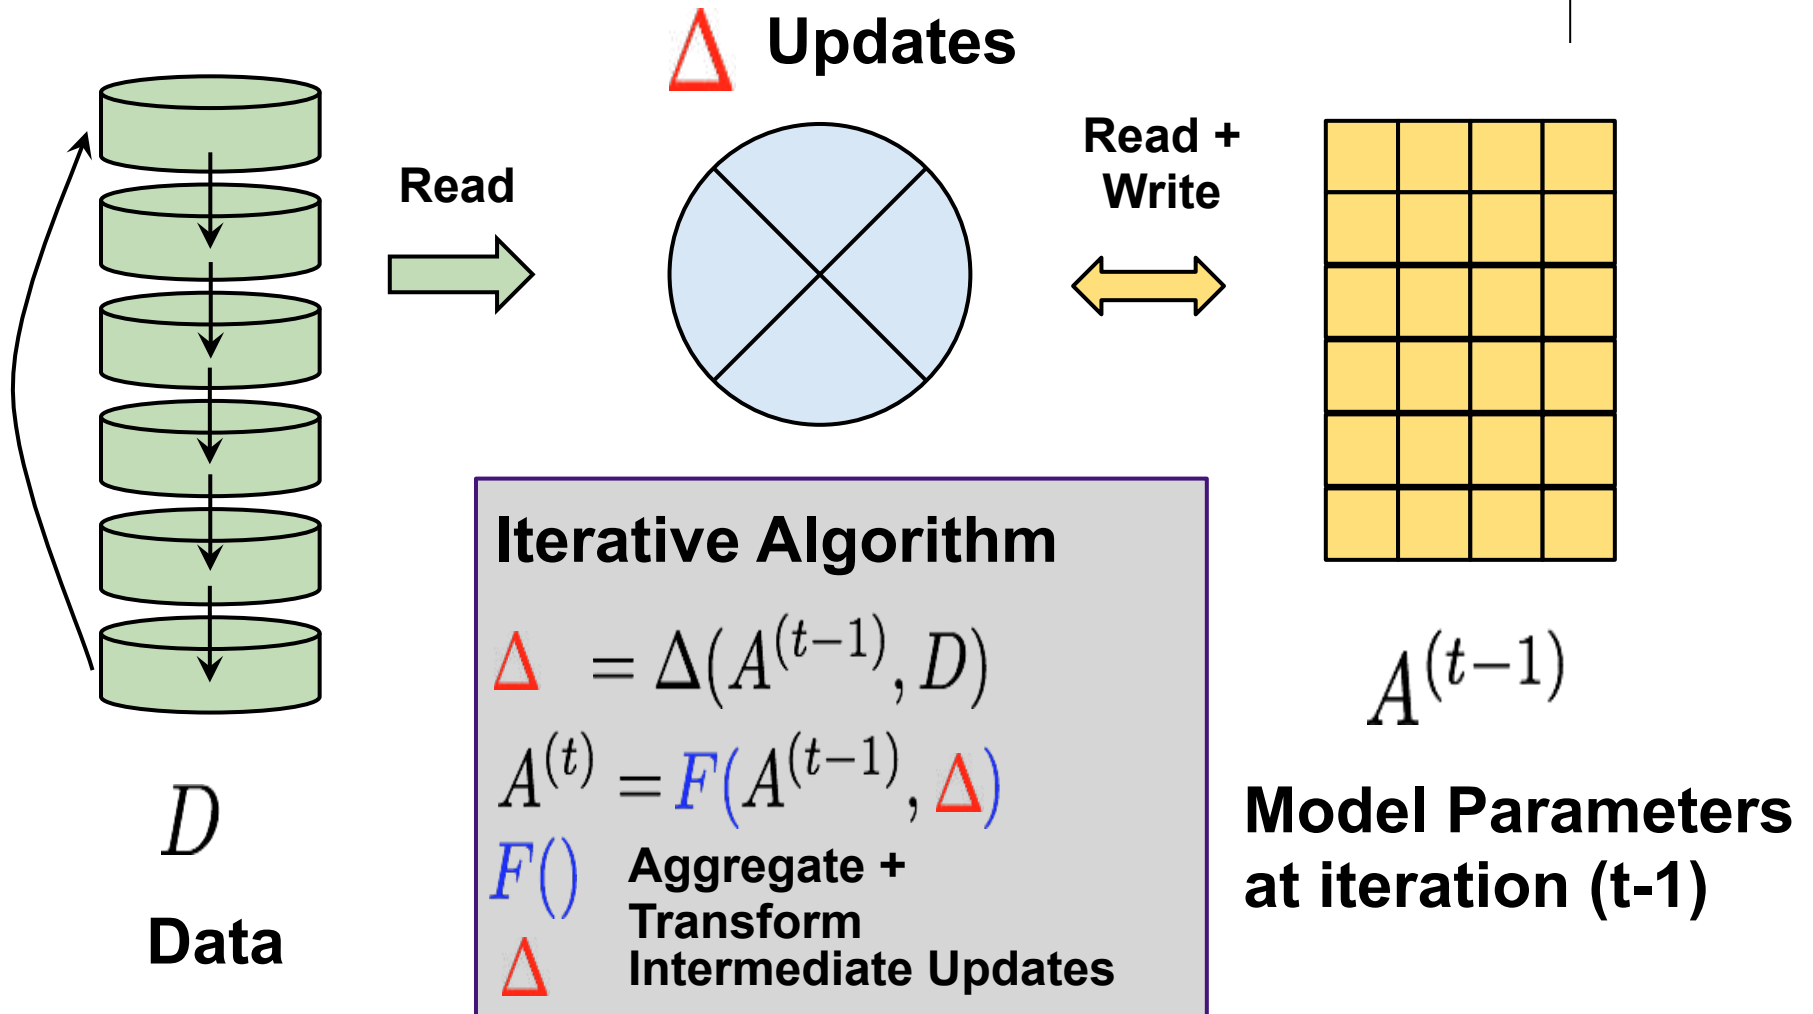 Δ Updates
Read
Read +
Write
Iterative Algorithm
Δ = Δ(A^(t−1), D)
A^(t) = F(A^(t−1), Δ)
F() Aggregate +
Transform
Δ Intermediate Updates
D
Data
A^(t−1)
Model Parameters
at iteration (t-1)